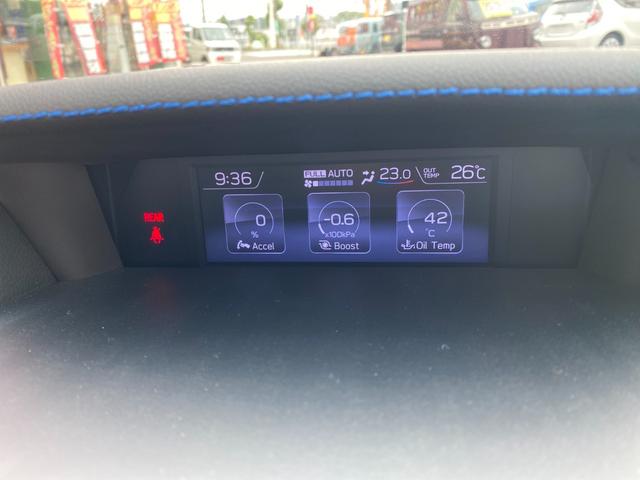 9:36 FULL AUTO 23.0 OUT TEMP 26°C
REAR
0 -0.6 42
% x100kPa °C
Accel Boost Oil Temp